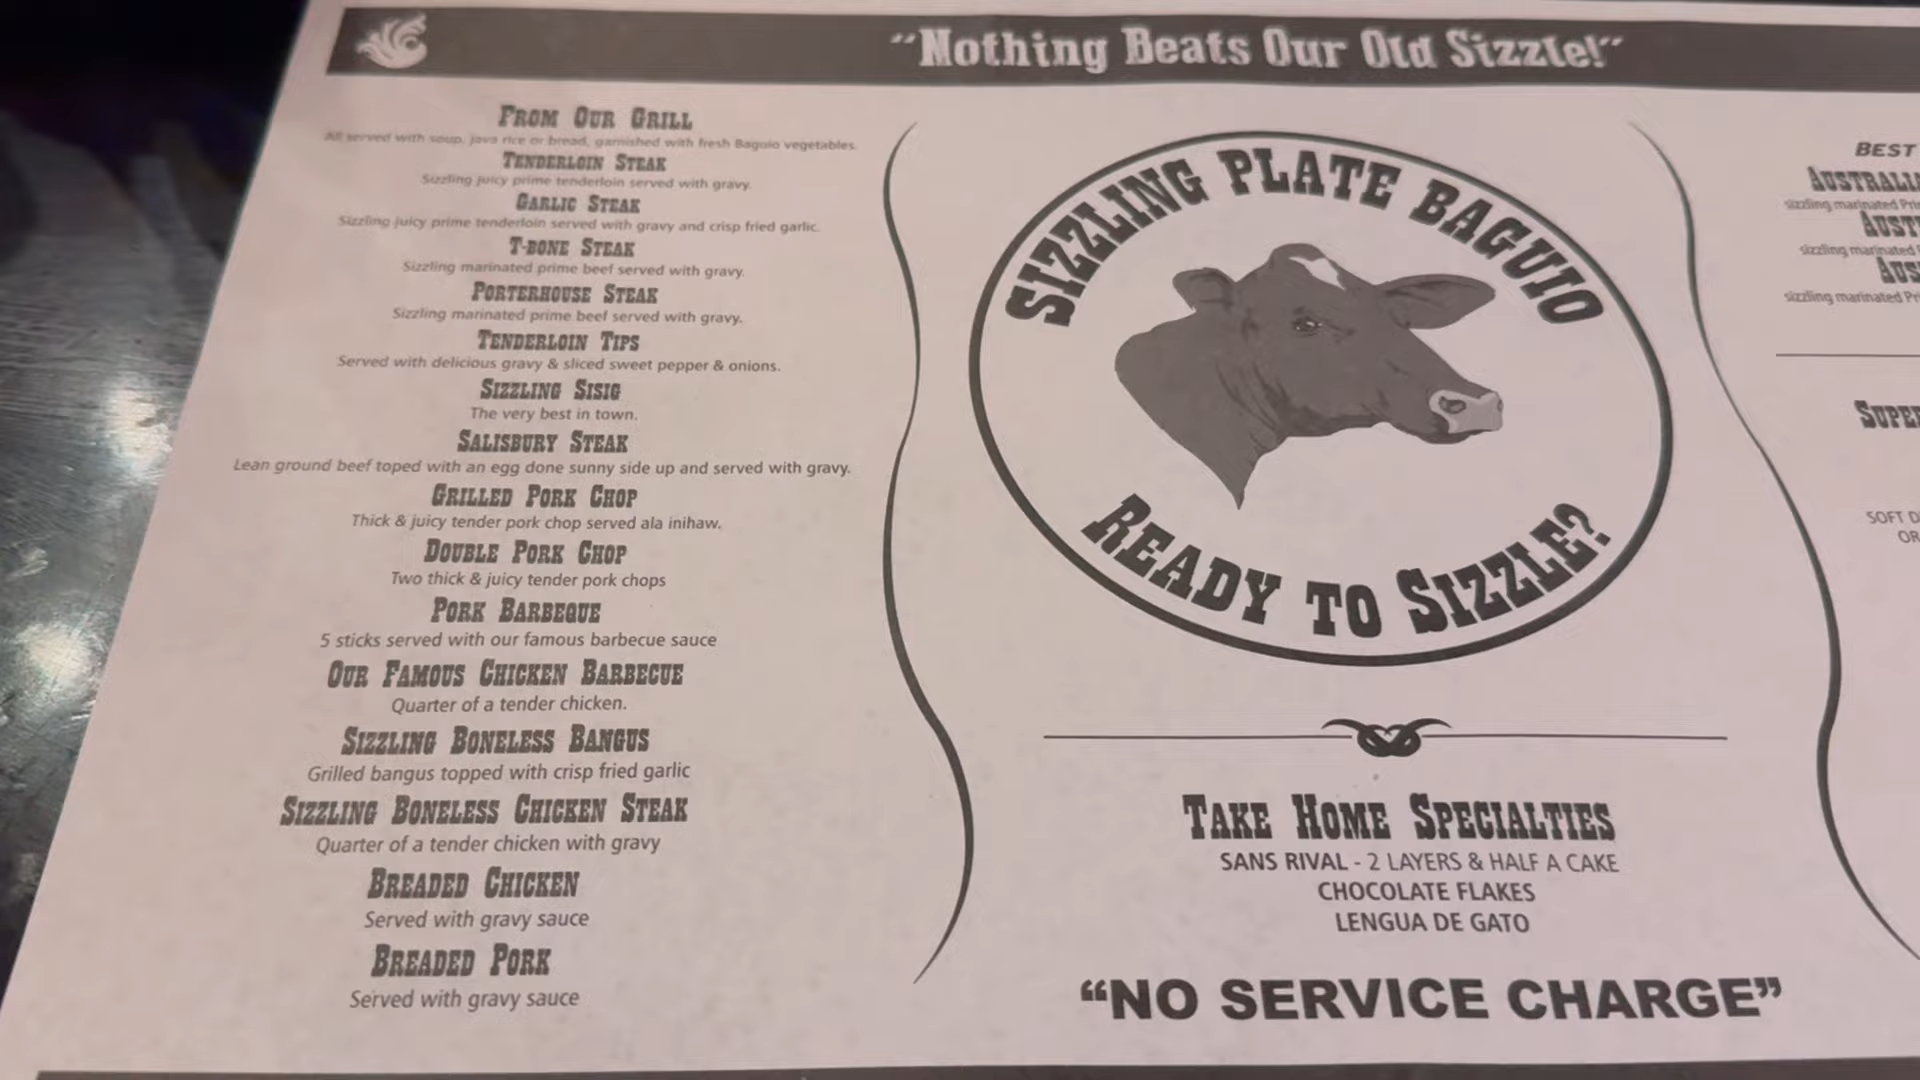 “Nothing Beats Our Old Sizzle!”
From Our Grill
All served with soup, java rice or bread, garnished with fresh Baguio vegetables.
Tenderloin Steak
Sizzling juicy prime tenderloin served with gravy.
Garlic Steak
Sizzling juicy prime tenderloin served with gravy and crisp fried garlic.
T-bone Steak
Sizzling marinated prime beef served with gravy.
Porterhouse Steak
Sizzling marinated prime beef served with gravy.
Tenderloin Tips
Served with delicious gravy & sliced sweet pepper & onions.
Sizzling Sisig
The very best in town.
Salisbury Steak
Lean ground beef toped with an egg done sunny side up and served with gravy.
Grilled Pork Chop
Thick & juicy tender pork chop served ala inihaw.
Double Pork Chop
Two thick & juicy tender pork chops
Pork Barbeque
5 sticks served with our famous barbecue sauce
Our Famous Chicken Barbecue
Quarter of a tender chicken.
Sizzling Boneless Bangus
Grilled bangus topped with crisp fried garlic
Sizzling Boneless Chicken Steak
Quarter of a tender chicken with gravy
Breaded Chicken
Served with gravy sauce
Breaded Pork
Served with gravy sauce
SIZZLING PLATE BAGUIO
READY TO SIZZLE?
Take Home Specialties
SANS RIVAL - 2 LAYERS & HALF A CAKE
CHOCOLATE FLAKES
LENGUA DE GATO
“NO SERVICE CHARGE”
BEST
sizzling marinated
sizzling marinated
sizzling marinated
SOFT